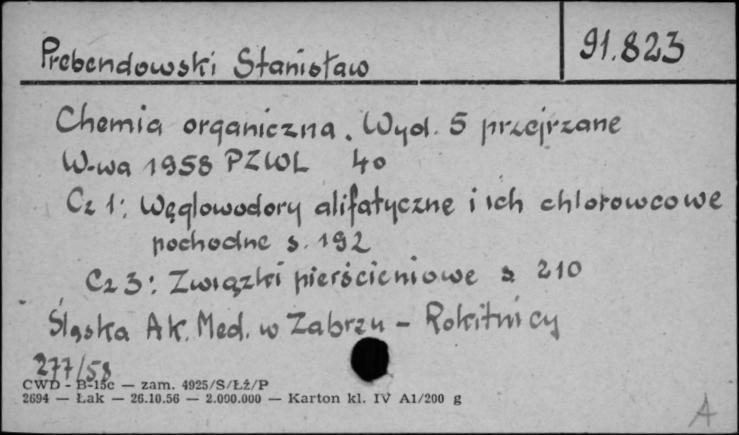 Prebendowski Stanisław
91.823
Chemia organiczna. Wyd. 5 przejrzane
W-wa 1958 PZWL 4o
Cz 1: Węglowodory alifatyczne i ich chlorowcowe
pochodne s. 192
Cz 3: Związki pierścieniowe s 210
Śląska Ak. Med. w Zabrzu - Rokitnicy
277/58
CWD - B-15c — zam. 4925/S/Łź/P
2694 — Łak — 26.10.56 — 2.000.000 — Karton kl. IV A1/200 g
A